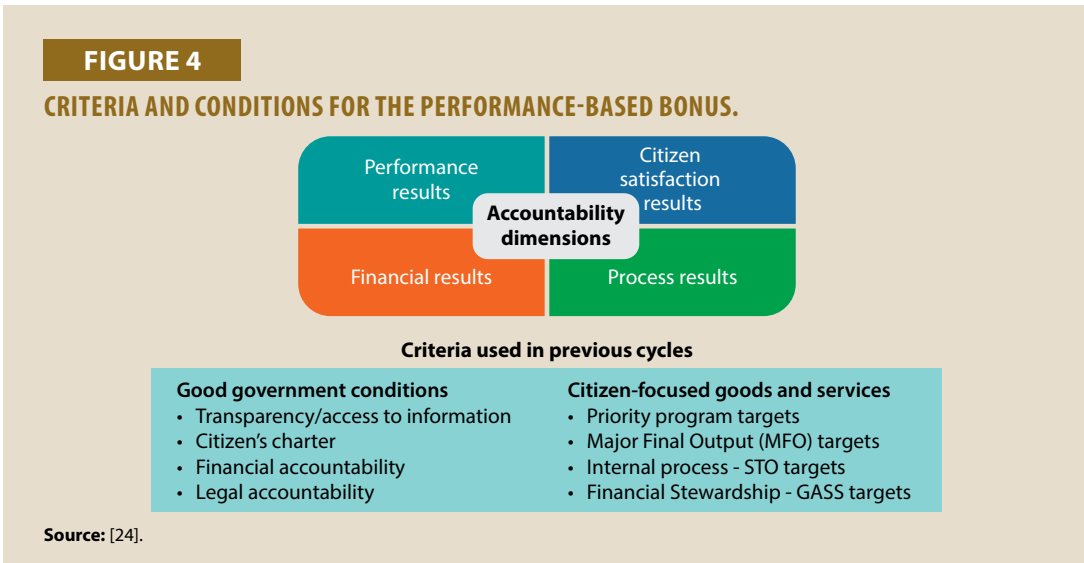 FIGURE 4
CRITERIA AND CONDITIONS FOR THE PERFORMANCE-BASED BONUS.
Performance
results
Citizen
satisfaction
results
Accountability
dimensions
Financial results
Process results
Criteria used in previous cycles
Good government conditions
• Transparency/access to information
• Citizen's charter
• Financial accountability
• Legal accountability
Citizen-focused goods and services
• Priority program targets
• Major Final Output (MFO) targets
• Internal process - STO targets
• Financial Stewardship - GASS targets
Source: [24].